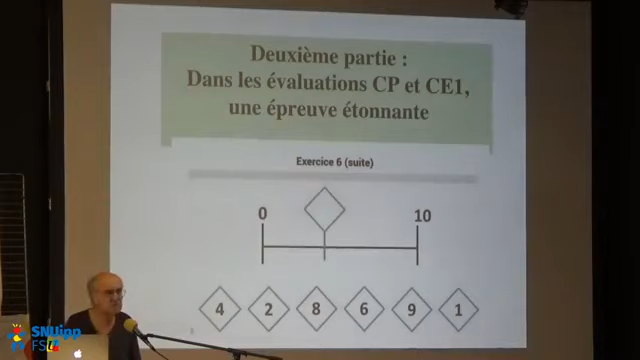 Deuxième partie :
Dans les évaluations CP et CE1,
une épreuve étonnante
Exercice 6 (suite)
0 10
4 2 8 6 9 1
SNUipp
FSU